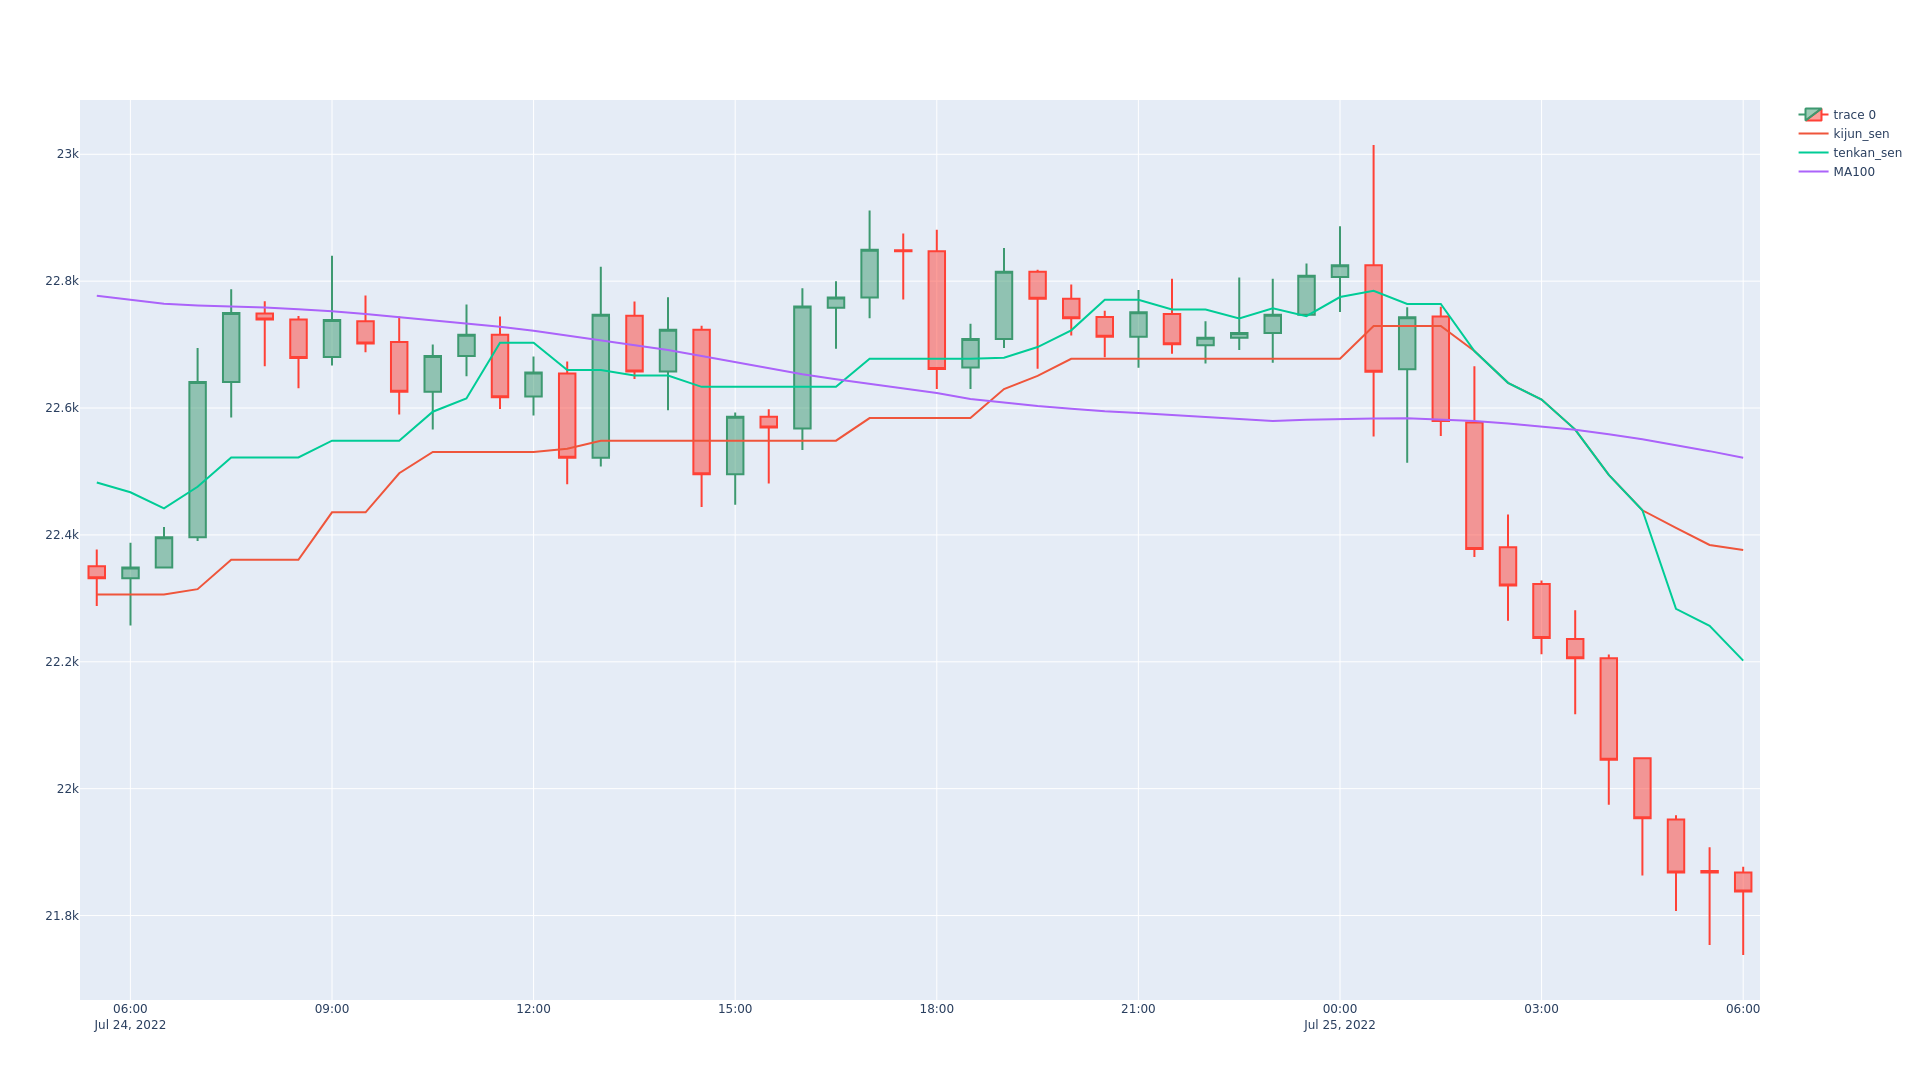 trace 0
kijun_sen
tenkan_sen
MA100
23k
22.8k
22.6k
22.4k
22.2k
22k
21.8k
06:00 09:00 12:00 15:00 18:00 21:00 00:00 03:00 06:00
Jul 24, 2022 Jul 25, 2022